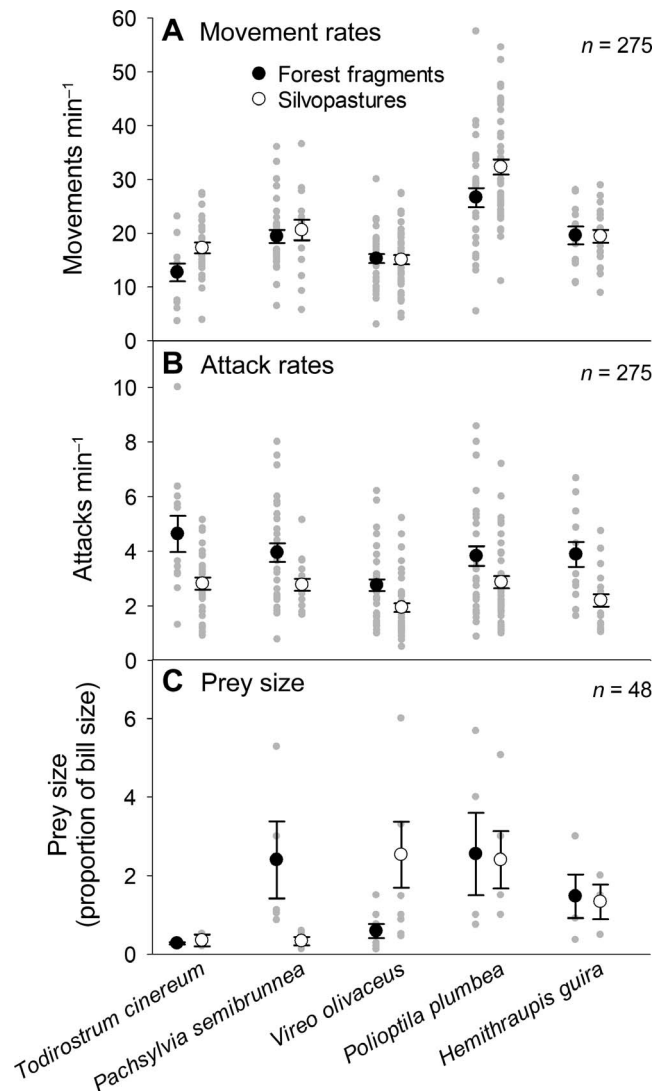 A Movement rates
n = 275
Forest fragments
Silvopastures
Movements min⁻¹
60
50
40
30
20
10
0
B Attack rates
n = 275
Attacks min⁻¹
10
8
6
4
2
0
C Prey size
n = 48
Prey size
(proportion of bill size)
6
4
2
0
Todirostrum cinereum
Pachsylvia semibrunnea
Vireo olivaceus
Polioptila plumbea
Hemithraupis guira